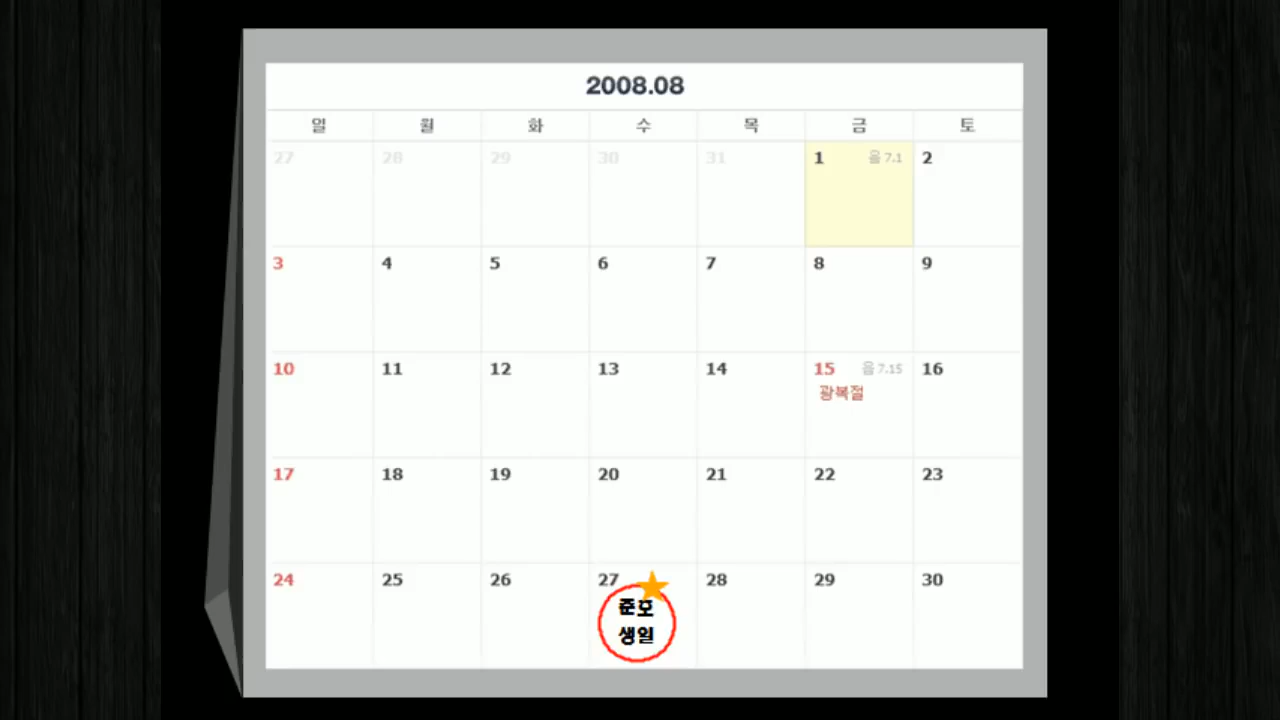 2008.08
일 월 화 수 목 금 토
27 28 29 30 31 1 음 7.1 2
3 4 5 6 7 8 9
10 11 12 13 14 15 음 7.15 16
광복절
17 18 19 20 21 22 23
24 25 26 27 28 29 30
준호
생일